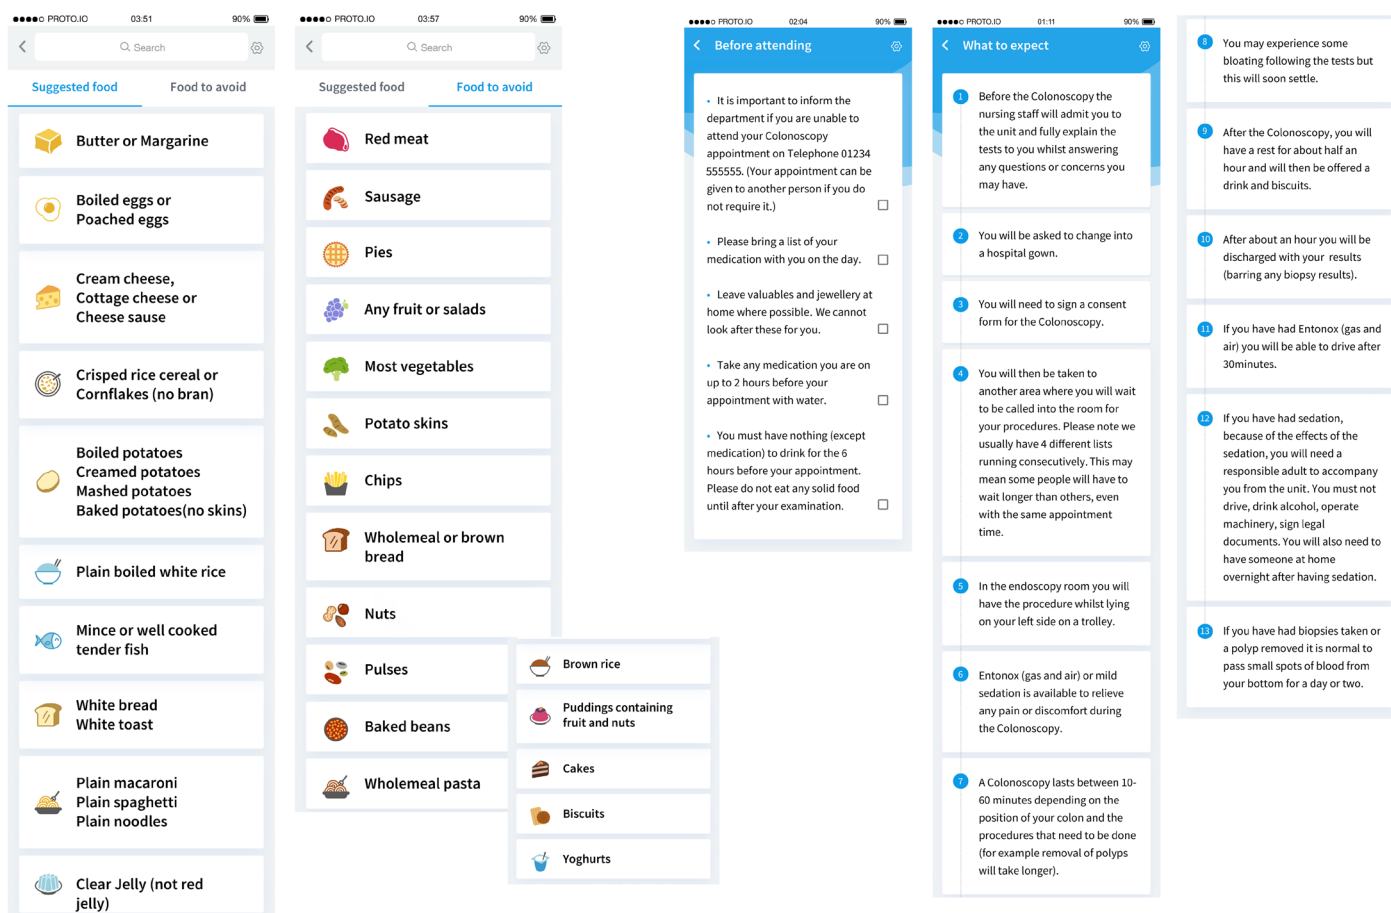 PROTO.IO 03:51 90%
Search
Suggested food Food to avoid
Butter or Margarine
Boiled eggs or
Poached eggs
Cream cheese,
Cottage cheese or
Cheese sause
Crisped rice cereal or
Cornflakes (no bran)
Boiled potatoes
Creamed potatoes
Mashed potatoes
Baked potatoes(no skins)
Plain boiled white rice
Mince or well cooked
tender fish
White bread
White toast
Plain macaroni
Plain spaghetti
Plain noodles
Clear Jelly (not red
jelly)
PROTO.IO 03:57 90%
Search
Suggested food Food to avoid
Red meat
Sausage
Pies
Any fruit or salads
Most vegetables
Potato skins
Chips
Wholemeal or brown
bread
Nuts
Pulses
Baked beans
Wholemeal pasta
Brown rice
Puddings containing
fruit and nuts
Cakes
Biscuits
Yoghurts
PROTO.IO 02:04 90%
Before attending
• It is important to inform the
department if you are unable to
attend your Colonoscopy
appointment on Telephone 01234
555555. (Your appointment can be
given to another person if you do
not require it.)
• Please bring a list of your
medication with you on the day.
• Leave valuables and jewellery at
home where possible. We cannot
look after these for you.
• Take any medication you are on
up to 2 hours before your
appointment with water.
• You must have nothing (except
medication) to drink for the 6
hours before your appointment.
Please do not eat any solid food
until after your examination.
PROTO.IO 01:11 90%
What to expect
1 Before the Colonoscopy the
nursing staff will admit you to
the unit and fully explain the
tests to you whilst answering
any questions or concerns you
may have.
2 You will be asked to change into
a hospital gown.
3 You will need to sign a consent
form for the Colonoscopy.
4 You will then be taken to
another area where you will wait
to be called into the room for
your procedures. Please note we
usually have 4 different lists
running consecutively. This may
mean some people will have to
wait longer than others, even
with the same appointment
time.
5 In the endoscopy room you will
have the procedure whilst lying
on your left side on a trolley.
6 Entonox (gas and air) or mild
sedation is available to relieve
any pain or discomfort during
the Colonoscopy.
7 A Colonoscopy lasts between 10-
60 minutes depending on the
position of your colon and the
procedures that need to be done
(for example removal of polyps
will take longer).
8 You may experience some
bloating following the tests but
this will soon settle.
9 After the Colonoscopy, you will
have a rest for about half an
hour and will then be offered a
drink and biscuits.
10 After about an hour you will be
discharged with your results
(barring any biopsy results).
11 If you have had Entonox (gas and
air) you will be able to drive after
30minutes.
12 If you have had sedation,
because of the effects of the
sedation, you will need a
responsible adult to accompany
you from the unit. You must not
drive, drink alcohol, operate
machinery, sign legal
documents. You will also need to
have someone at home
overnight after having sedation.
13 If you have had biopsies taken or
a polyp removed it is normal to
pass small spots of blood from
your bottom for a day or two.